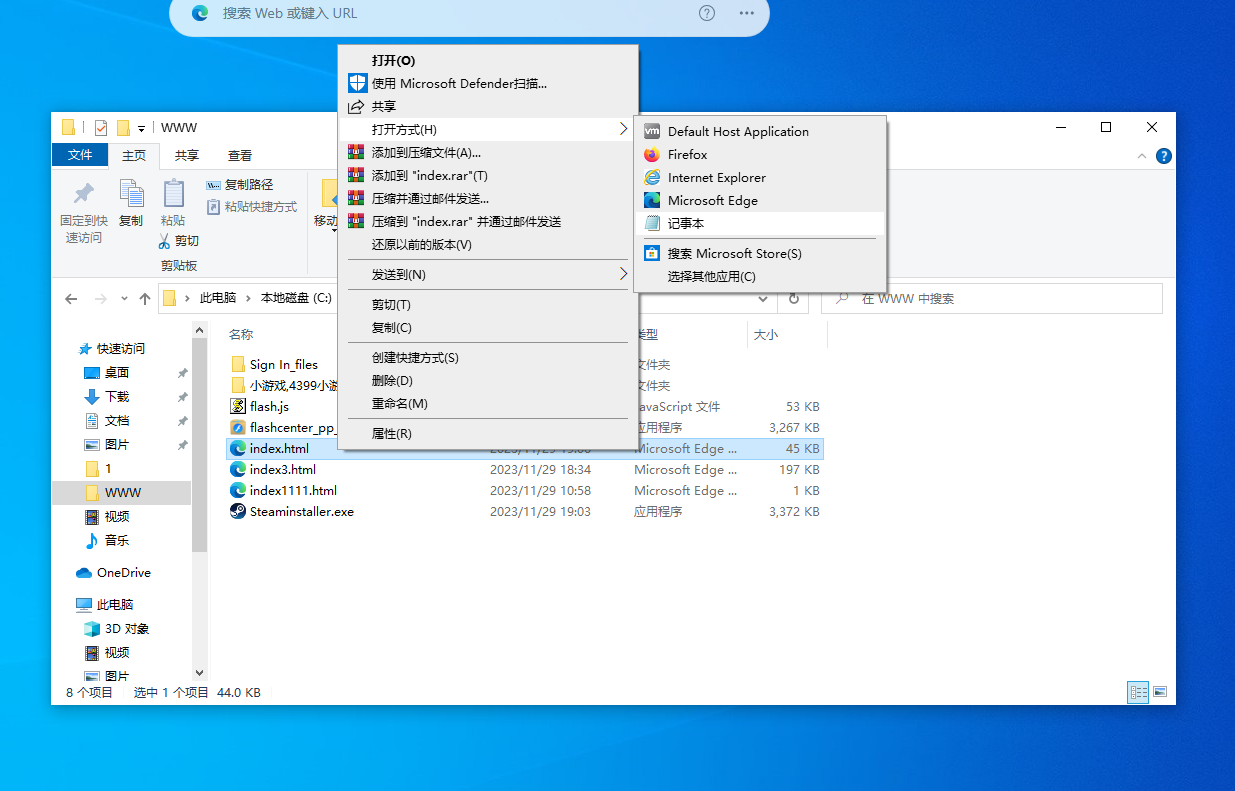 搜索 Web 或键入 URL
WWW
文件
主页
共享
查看
固定到快
速访问
复制
粘贴
复制路径
粘贴快捷方式
剪切
剪贴板
移动
打开(O)
使用 Microsoft Defender扫描...
共享
打开方式(H)
添加到压缩文件(A)...
添加到 "index.rar"(T)
压缩并通过邮件发送...
压缩到 "index.rar" 并通过邮件发送
还原以前的版本(V)
发送到(N)
剪切(T)
复制(C)
创建快捷方式(S)
删除(D)
重命名(M)
属性(R)
vm Default Host Application
Firefox
Internet Explorer
Microsoft Edge
记事本
搜索 Microsoft Store(S)
选择其他应用(C)
此电脑 本地磁盘 (C:)
在 WWW 中搜索
快速访问
桌面
下载
文档
图片
1
WWW
视频
音乐
OneDrive
此电脑
3D 对象
视频
图片
名称 类型 大小
Sign In_files 文件夹
小游戏,4399小游 文件夹
flash.js JavaScript 文件 53 KB
flashcenter_pp_ 应用程序 3,267 KB
index.html Microsoft Edge ... 45 KB
index3.html 2023/11/29 18:34 Microsoft Edge ... 197 KB
index1111.html 2023/11/29 10:58 Microsoft Edge ... 1 KB
Steaminstaller.exe 2023/11/29 19:03 应用程序 3,372 KB
8 个项目 选中 1 个项目 44.0 KB